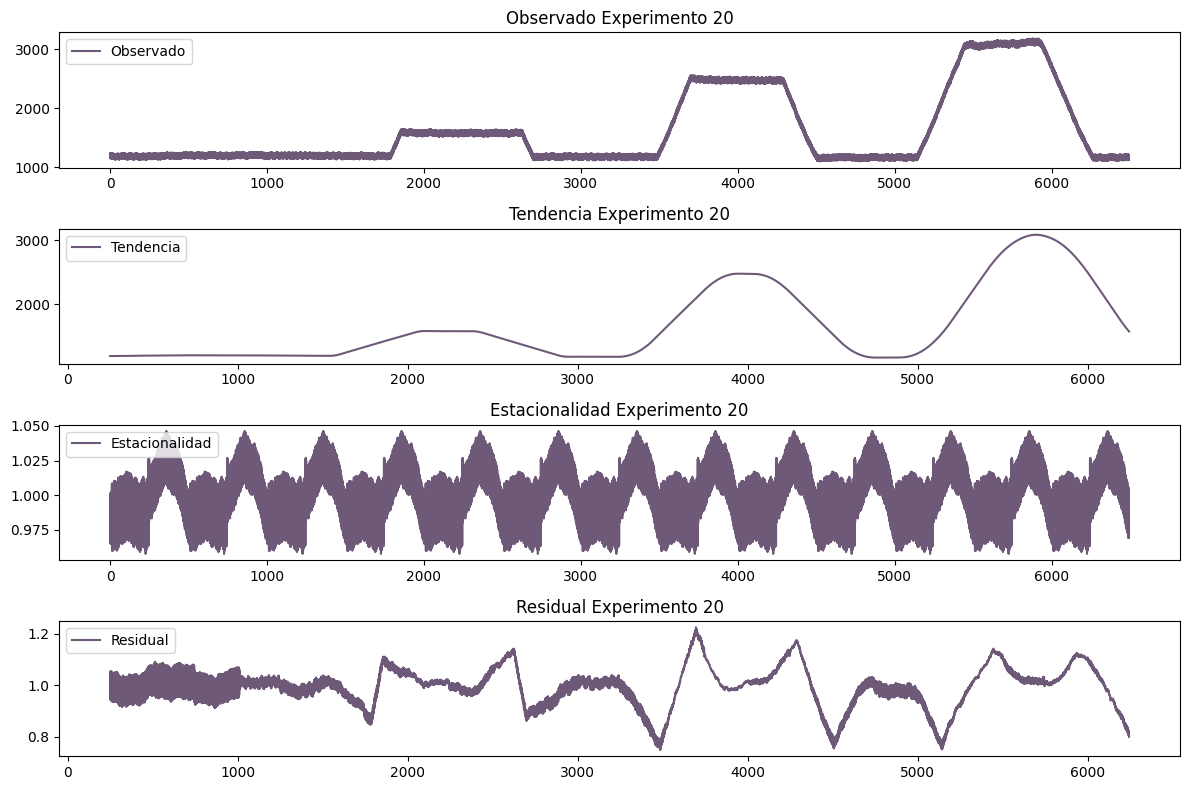 Observado Experimento 20
3000
2000
1000
Observado
0 1000 2000 3000 4000 5000 6000
Tendencia Experimento 20
3000
2000
Tendencia
0 1000 2000 3000 4000 5000 6000
Estacionalidad Experimento 20
1.050
1.025
1.000
0.975
Estacionalidad
0 1000 2000 3000 4000 5000 6000
Residual Experimento 20
1.2
1.0
0.8
Residual
0 1000 2000 3000 4000 5000 6000